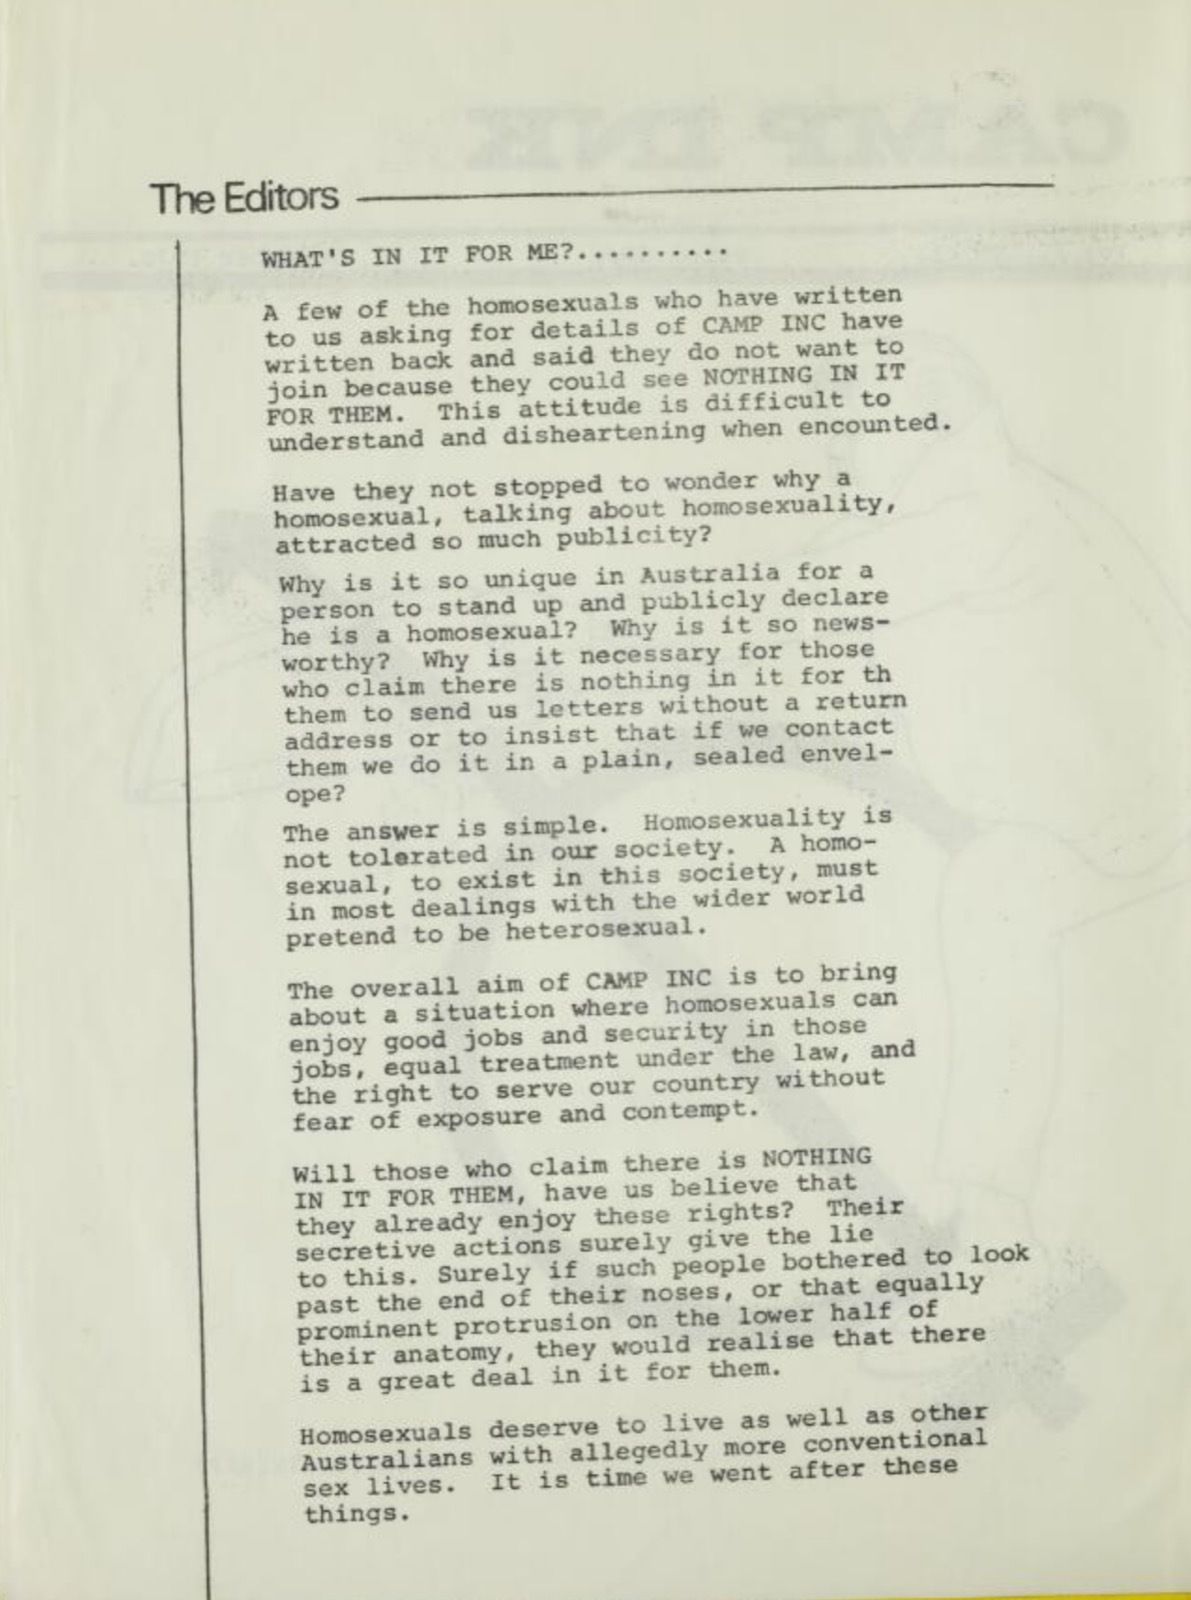 CAMP INK
The Editors
WHAT'S IN IT FOR ME?..........
A few of the homosexuals who have written
to us asking for details of CAMP INC have
written back and said they do not want to
join because they could see NOTHING IN IT
FOR THEM.  This attitude is difficult to
understand and disheartening when encounted.
Have they not stopped to wonder why a
homosexual, talking about homosexuality,
attracted so much publicity?
Why is it so unique in Australia for a
person to stand up and publicly declare
he is a homosexual?  Why is it so news-
worthy?  Why is it necessary for those
who claim there is nothing in it for th
them to send us letters without a return
address or to insist that if we contact
them we do it in a plain, sealed envel-
ope?
The answer is simple.  Homosexuality is
not tolerated in our society.  A homo-
sexual, to exist in this society, must
in most dealings with the wider world
pretend to be heterosexual.
The overall aim of CAMP INC is to bring
about a situation where homosexuals can
enjoy good jobs and security in those
jobs, equal treatment under the law, and
the right to serve our country without
fear of exposure and contempt.
Will those who claim there is NOTHING
IN IT FOR THEM, have us believe that
they already enjoy these rights?  Their
secretive actions surely give the lie
to this. Surely if such people bothered to look
past the end of their noses, or that equally
prominent protrusion on the lower half of
their anatomy, they would realise that there
is a great deal in it for them.
Homosexuals deserve to live as well as other
Australians with allegedly more conventional
sex lives.  It is time we went after these
things.